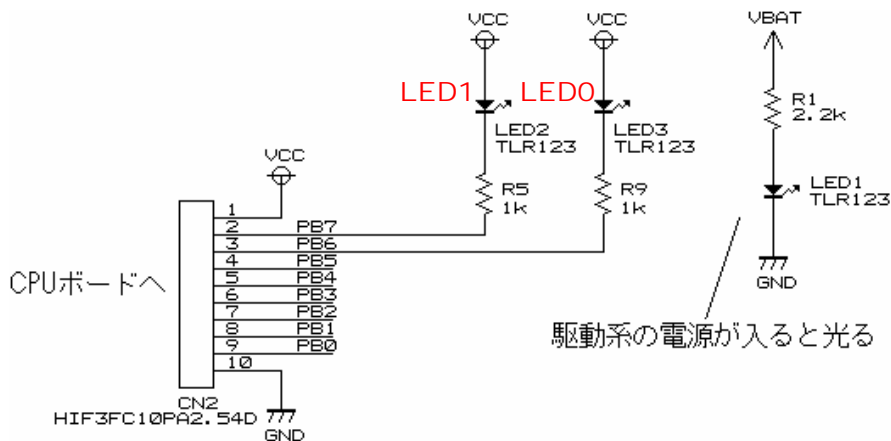 VCC
VCC
VBAT
LED1
LED0
R1
2.2k
LED2
TLR123
LED3
TLR123
VCC
R5
1k
R9
1k
LED1
TLR123
1
2 PB7
3 PB6
4 PB5
5 PB4
6 PB3
7 PB2
8 PB1
9 PB0
10
CPUボードへ
GND
駆動系の電源が入ると光る
CN2
HIF3FC10PA2.54D
GND